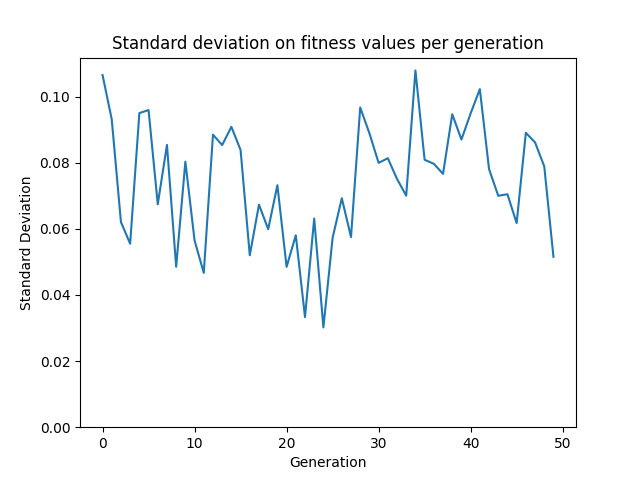 Standard deviation on fitness values per generation
0.10
0.08
0.06
0.04
0.02
0.00
Standard Deviation
0 10 20 30 40 50
Generation